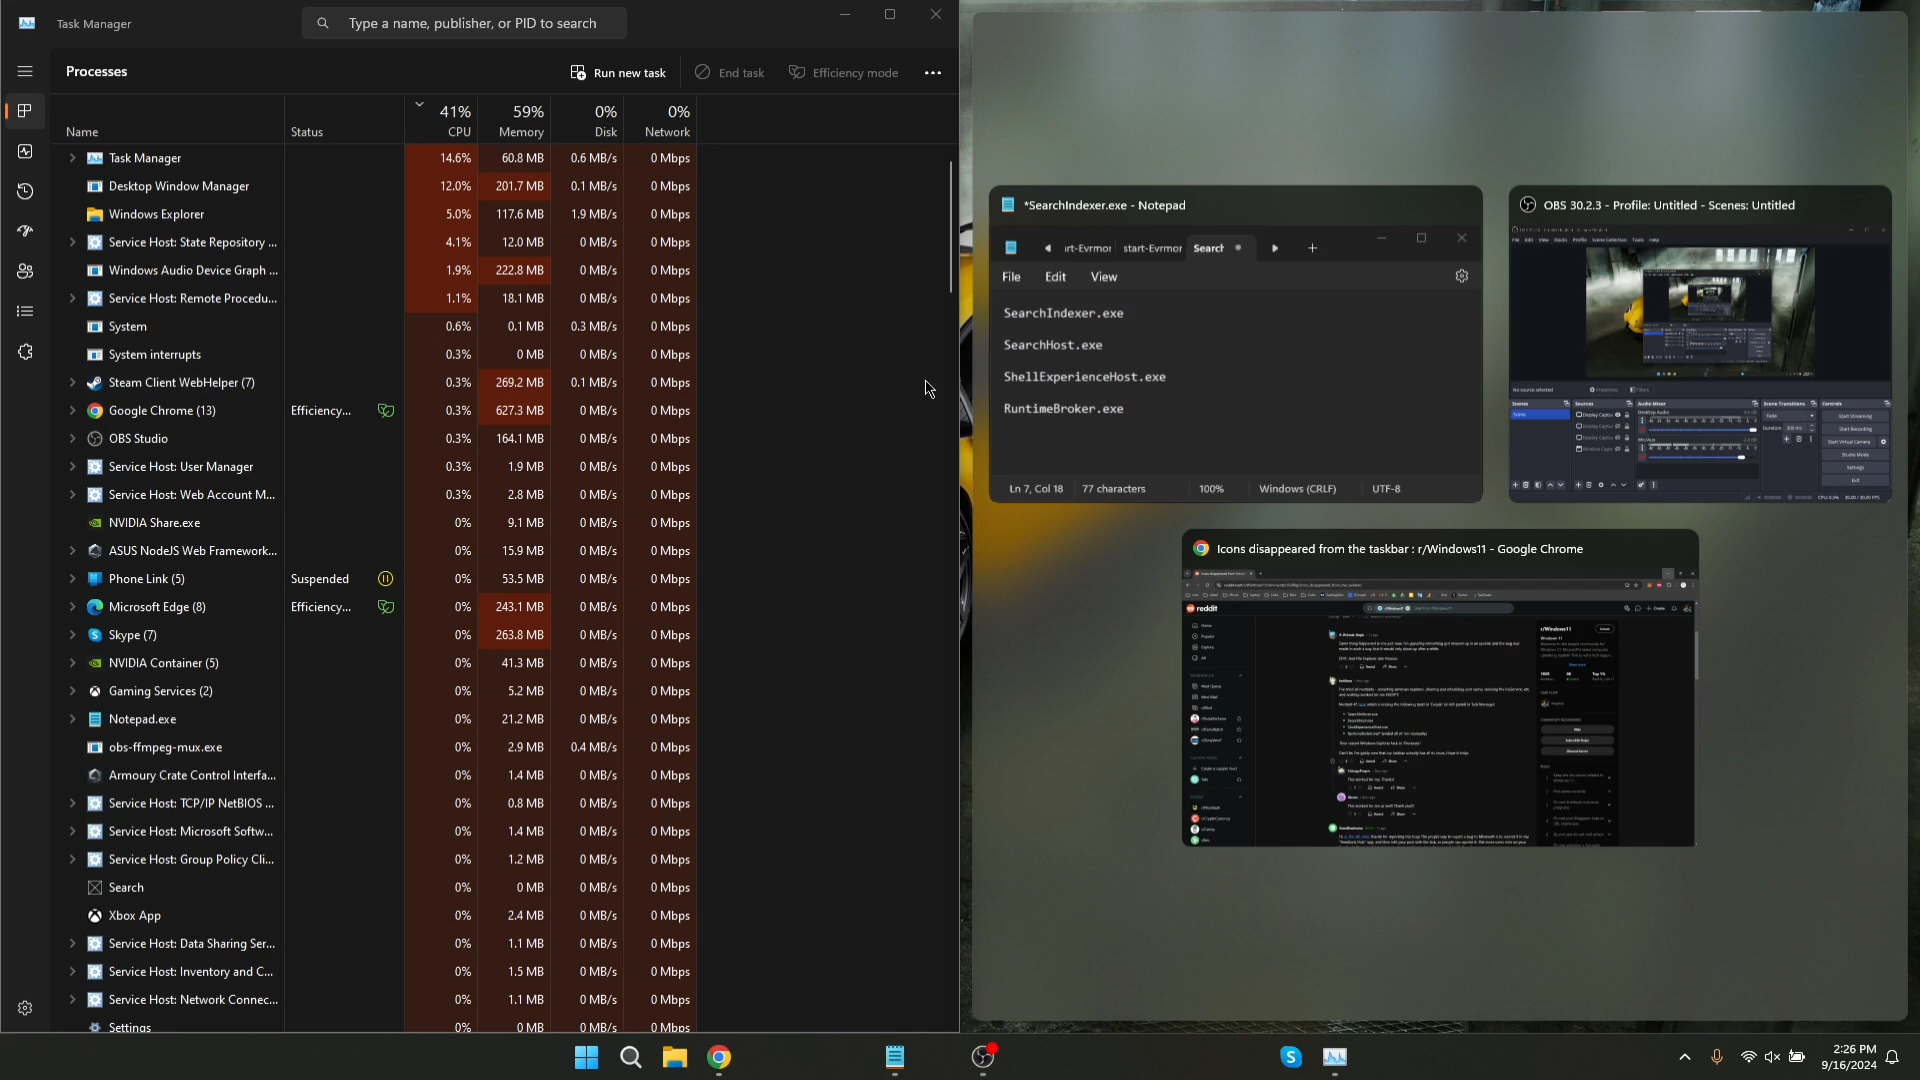 Task Manager
Type a name, publisher, or PID to search
Processes
Run new task
End task
Efficiency mode
41% 59% 0% 0%
Name Status CPU Memory Disk Network
Task Manager 14.6% 60.8 MB 0.6 MB/s 0 Mbps
Desktop Window Manager 12.0% 201.7 MB 0.1 MB/s 0 Mbps
Windows Explorer 5.0% 117.6 MB 1.9 MB/s 0 Mbps
Service Host: State Repository ... 4.1% 12.0 MB 0 MB/s 0 Mbps
Windows Audio Device Graph ... 1.9% 222.8 MB 0 MB/s 0 Mbps
Service Host: Remote Procedu... 1.1% 18.1 MB 0 MB/s 0 Mbps
System 0.6% 0.1 MB 0.3 MB/s 0 Mbps
System interrupts 0.3% 0 MB 0 MB/s 0 Mbps
Steam Client WebHelper (7) 0.3% 269.2 MB 0.1 MB/s 0 Mbps
Google Chrome (13) Efficiency... 0.3% 627.3 MB 0 MB/s 0 Mbps
OBS Studio 0.3% 164.1 MB 0 MB/s 0 Mbps
Service Host: User Manager 0.3% 1.9 MB 0 MB/s 0 Mbps
Service Host: Web Account M... 0.3% 2.8 MB 0 MB/s 0 Mbps
NVIDIA Share.exe 0% 9.1 MB 0 MB/s 0 Mbps
ASUS NodeJS Web Framework... 0% 15.9 MB 0 MB/s 0 Mbps
Phone Link (5) Suspended 0% 53.5 MB 0 MB/s 0 Mbps
Microsoft Edge (8) Efficiency... 0% 243.1 MB 0 MB/s 0 Mbps
Skype (7) 0% 263.8 MB 0 MB/s 0 Mbps
NVIDIA Container (5) 0% 41.3 MB 0 MB/s 0 Mbps
Gaming Services (2) 0% 5.2 MB 0 MB/s 0 Mbps
Notepad.exe 0% 21.2 MB 0 MB/s 0 Mbps
obs-ffmpeg-mux.exe 0% 2.9 MB 0.4 MB/s 0 Mbps
Armoury Crate Control Interfa... 0% 1.4 MB 0 MB/s 0 Mbps
Service Host: TCP/IP NetBIOS ... 0% 0.8 MB 0 MB/s 0 Mbps
Service Host: Microsoft Softw... 0% 1.4 MB 0 MB/s 0 Mbps
Service Host: Group Policy Cli... 0% 1.2 MB 0 MB/s 0 Mbps
Search 0% 0 MB 0 MB/s 0 Mbps
Xbox App 0% 2.4 MB 0 MB/s 0 Mbps
Service Host: Data Sharing Ser... 0% 1.1 MB 0 MB/s 0 Mbps
Service Host: Inventory and C... 0% 1.5 MB 0 MB/s 0 Mbps
Service Host: Network Connec... 0% 1.1 MB 0 MB/s 0 Mbps
Settings 0% 0 MB 0 MB/s 0 Mbps
*SearchIndexer.exe - Notepad
art-Evrmor start-Evrmor Search
File Edit View
SearchIndexer.exe
SearchHost.exe
ShellExperienceHost.exe
RuntimeBroker.exe
Ln 7, Col 18 77 characters 100% Windows (CRLF) UTF-8
OBS 30.2.3 - Profile: Untitled - Scenes: Untitled
Scenes Sources Audio Mixer Scene Transitions Controls
Start Streaming
Start Recording
Start Virtual Camera
Studio Mode
Settings
Exit
Icons disappeared from the taskbar : r/Windows11 - Google Chrome
reddit
r/Windows11
2:26 PM
9/16/2024